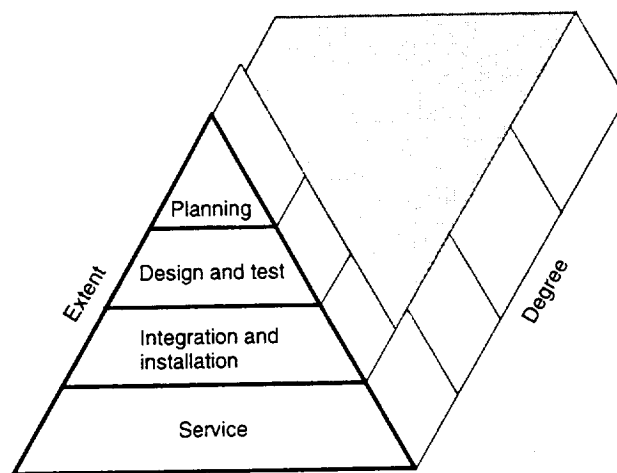 Planning
Design and test
Integration and
installation
Service
Extent
Degree